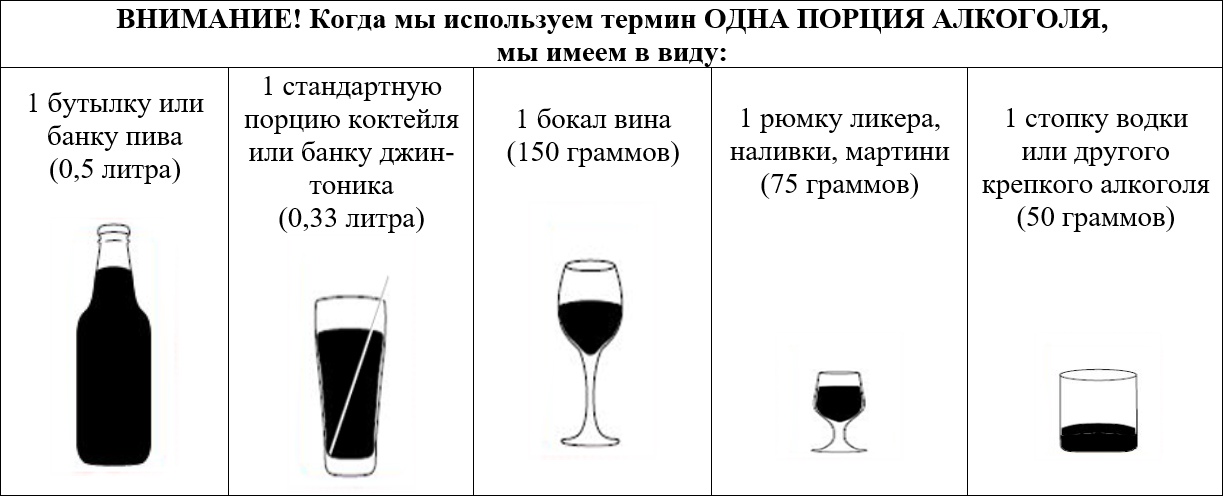 ВНИМАНИЕ! Когда мы используем термин ОДНА ПОРЦИЯ АЛКОГОЛЯ,
мы имеем в виду:
1 бутылку или
банку пива
(0,5 литра)
1 стандартную
порцию коктейля
или банку джин-
тоника
(0,33 литра)
1 бокал вина
(150 граммов)
1 рюмку ликера,
наливки, мартини
(75 граммов)
1 стопку водки
или другого
крепкого алкоголя
(50 граммов)